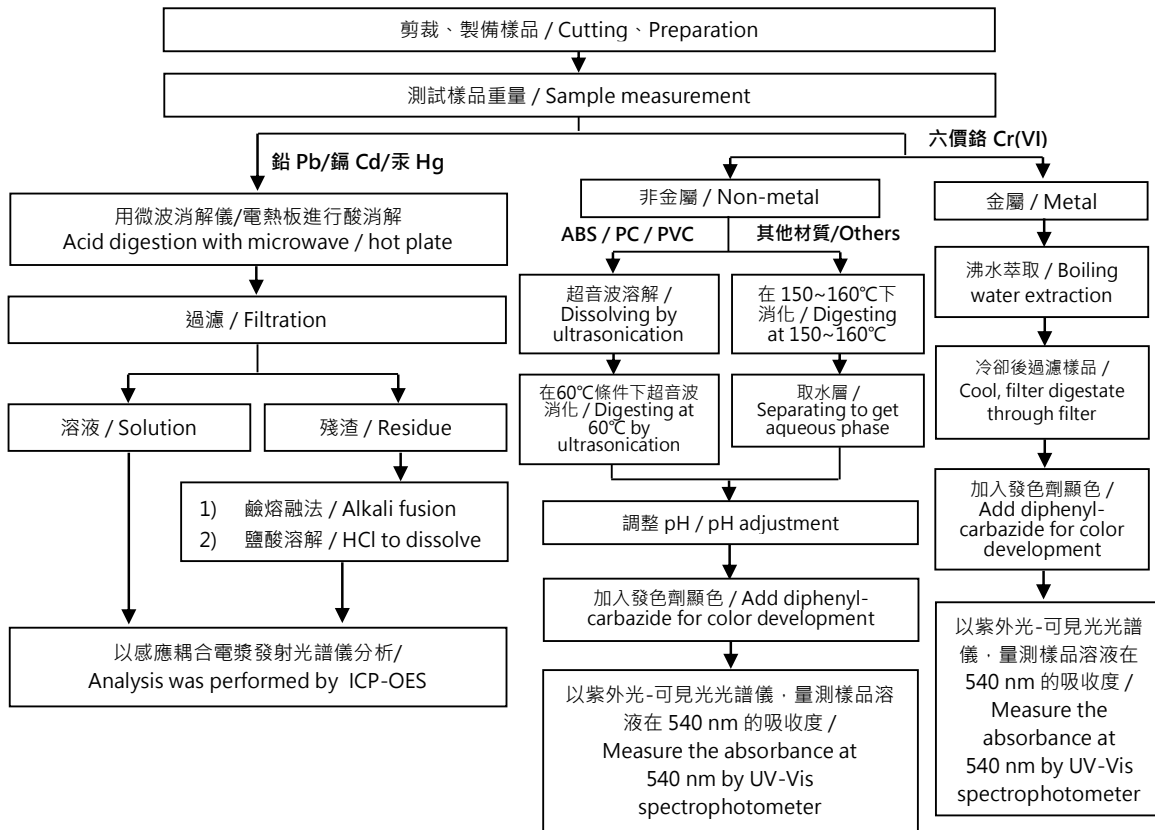 剪裁、製備樣品 / Cutting、Preparation
測試樣品重量 / Sample measurement
鉛 Pb/鎘 Cd/汞 Hg
六價鉻 Cr(VI)
用微波消解儀/電熱板進行酸消解
Acid digestion with microwave / hot plate
過濾 / Filtration
溶液 / Solution
殘渣 / Residue
1) 鹼熔融法 / Alkali fusion
2) 鹽酸溶解 / HCl to dissolve
以感應耦合電漿發射光譜儀分析/
Analysis was performed by ICP-OES
非金屬 / Non-metal
ABS / PC / PVC
其他材質/Others
超音波溶解 /
Dissolving by
ultrasonication
在60℃條件下超音波
消化 / Digesting at
60℃ by
ultrasonication
在 150~160℃下
消化 / Digesting
at 150~160℃
取水層 /
Separating to get
aqueous phase
調整 pH / pH adjustment
加入發色劑顯色 / Add diphenyl-
carbazide for color development
以紫外光-可見光光譜儀，量測樣品溶
液在 540 nm 的吸收度 /
Measure the absorbance at
540 nm by UV-Vis
spectrophotometer
金屬 / Metal
沸水萃取 / Boiling
water extraction
冷卻後過濾樣品 /
Cool, filter digestate
through filter
加入發色劑顯色 /
Add diphenyl-
carbazide for color
development
以紫外光-可見光光譜
儀，量測樣品溶液在
540 nm 的吸收度 /
Measure the
absorbance at
540 nm by UV-Vis
spectrophotometer